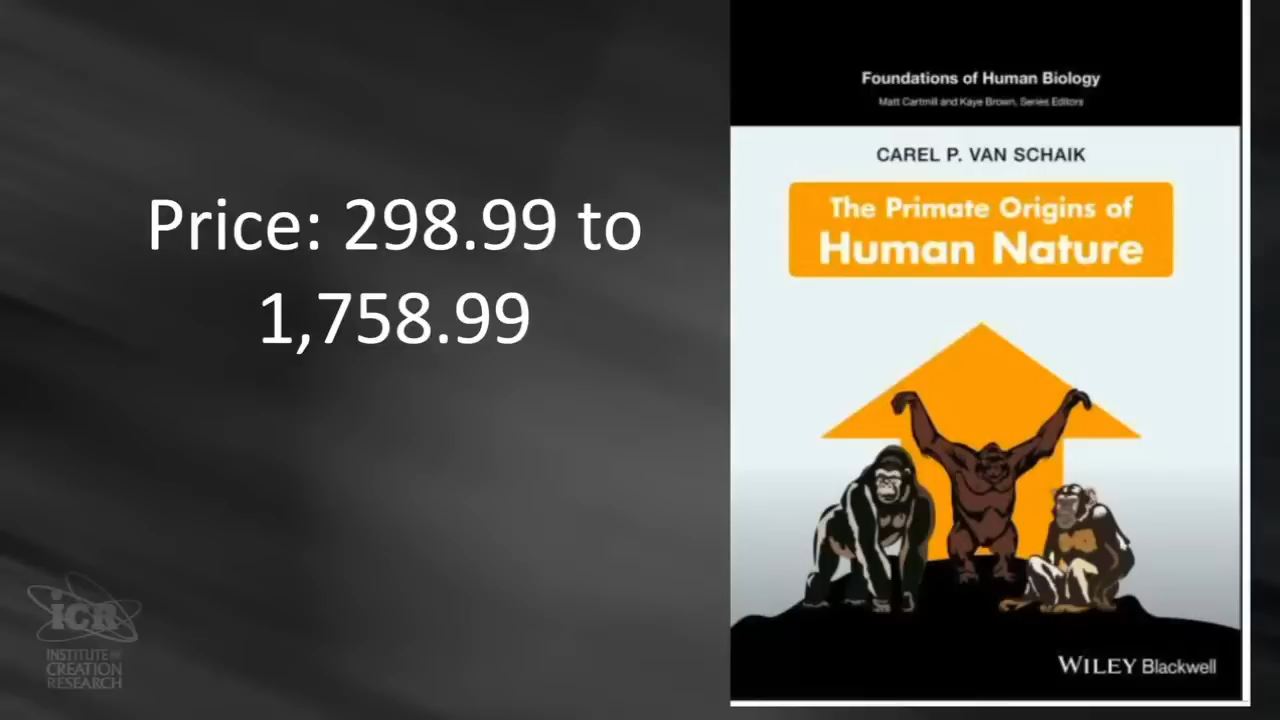 Price: 298.99 to
1,758.99
Foundations of Human Biology
Matt Cartmill and Kaye Brown, Series Editors
CAREL P. VAN SCHAIK
The Primate Origins of
Human Nature
WILEY Blackwell
iCR
INSTITUTE FOR
CREATION
RESEARCH